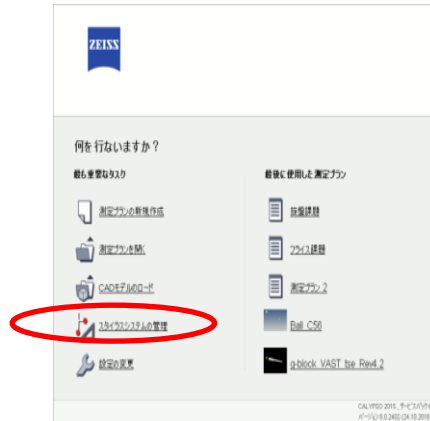 ZEISS
何を行ないますか？
最も重要なタスク
測定プランの新規作成
測定プランを開く
CADモデルのロード
スタイラスシステムの管理
設定の変更
最後に使用した測定プラン
旋盤課題
フライス課題
測定プラン 2
Ball_C56
g-block_VAST_tse_Rev4.2
CALYPSO 2018